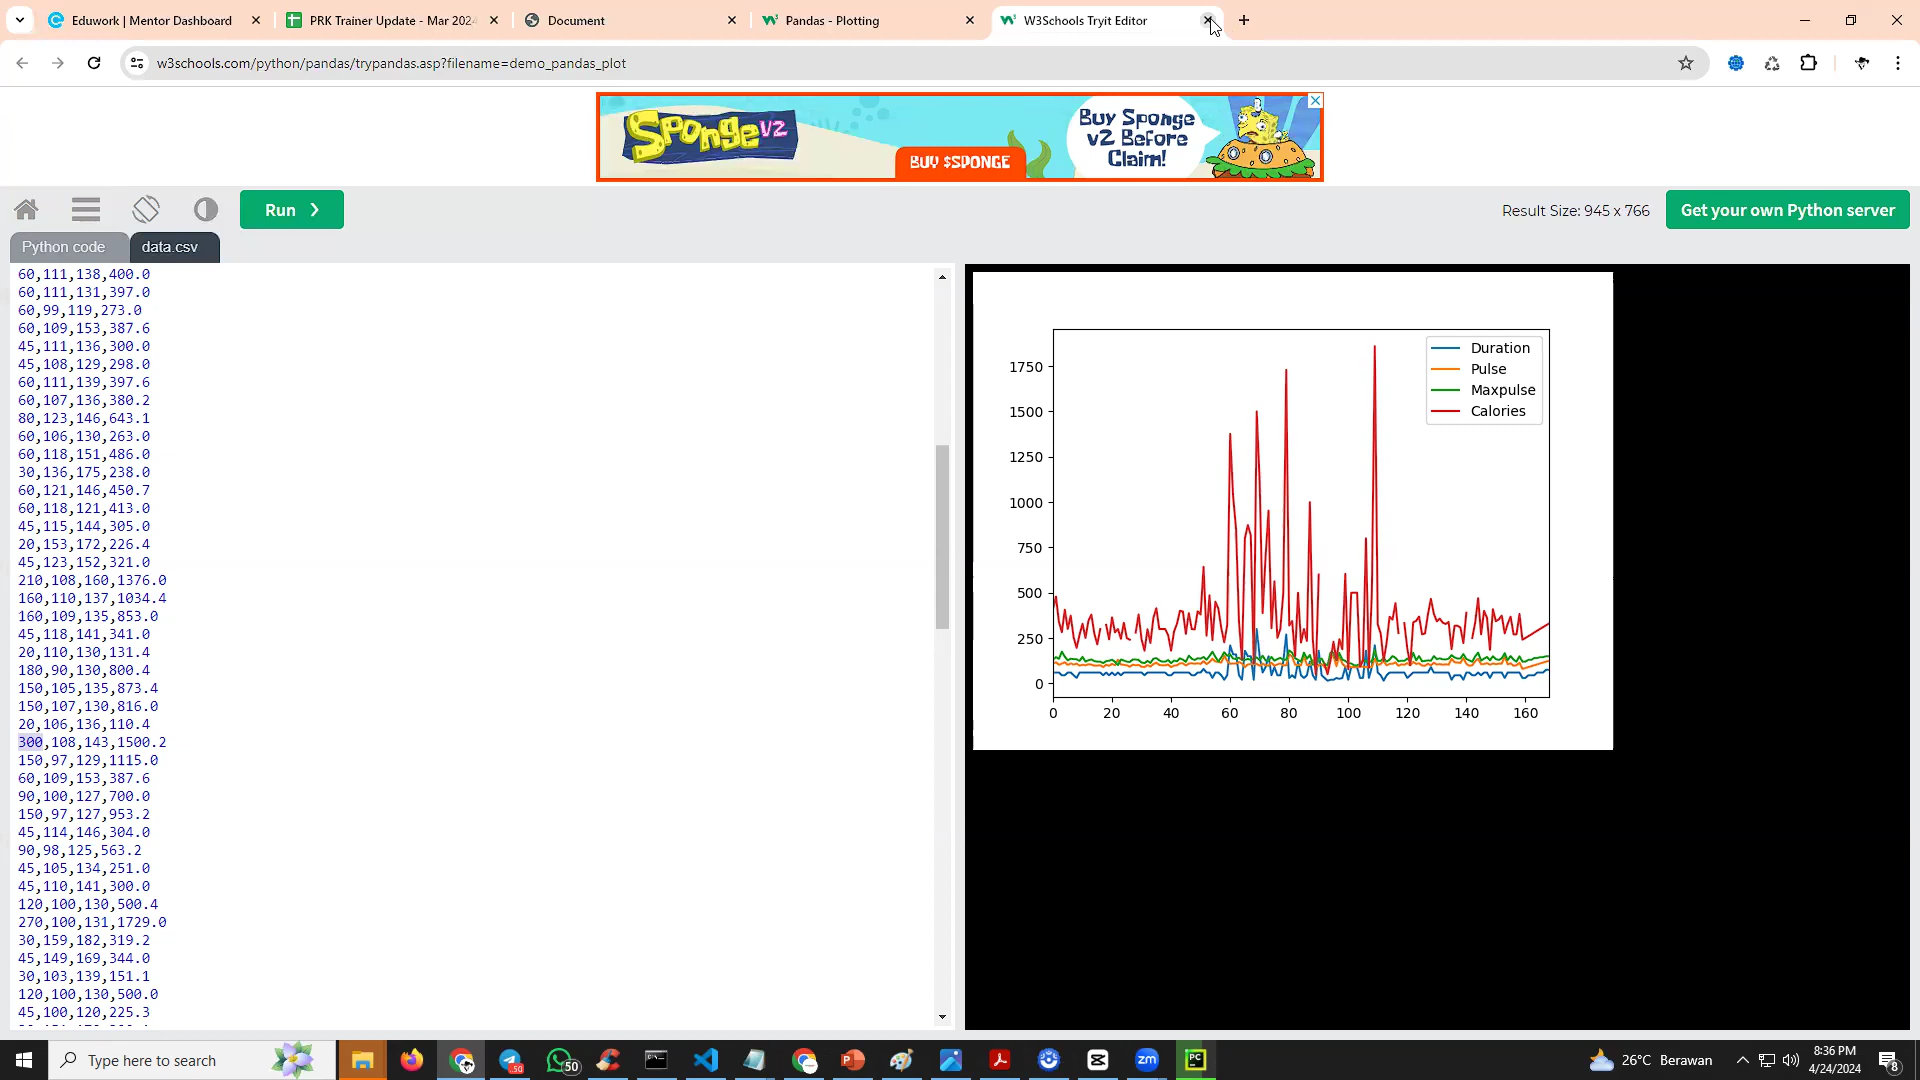 Eduwork | Mentor Dashboard
PRK Trainer Update - Mar 2024
Document
Pandas - Plotting
W3Schools Tryit Editor
w3schools.com/python/pandas/trypandas.asp?filename=demo_pandas_plot
SpongeV2
BUY $SPONGE
Buy Sponge
v2 Before
Claim!
Run ❯
Result Size: 945 x 766
Get your own Python server
Python code
data.csv
60,111,138,400.0
60,111,131,397.0
60,99,119,273.0
60,109,153,387.6
45,111,136,300.0
45,108,129,298.0
60,111,139,397.6
60,107,136,380.2
80,123,146,643.1
60,106,130,263.0
60,118,151,486.0
30,136,175,238.0
60,121,146,450.7
60,118,121,413.0
45,115,144,305.0
20,153,172,226.4
45,123,152,321.0
210,108,160,1376.0
160,110,137,1034.4
160,109,135,853.0
45,118,141,341.0
20,110,130,131.4
180,90,130,800.4
150,105,135,873.4
150,107,130,816.0
20,106,136,110.4
300,108,143,1500.2
150,97,129,1115.0
60,109,153,387.6
90,100,127,700.0
150,97,127,953.2
45,114,146,304.0
90,98,125,563.2
45,105,134,251.0
45,110,141,300.0
120,100,130,500.4
270,100,131,1729.0
30,159,182,319.2
45,149,169,344.0
30,103,139,151.1
120,100,130,500.0
45,100,120,225.3
Duration
Pulse
Maxpulse
Calories
1750
1500
1250
1000
750
500
250
0
0 20 40 60 80 100 120 140 160
Type here to search
50
50
zm
PC
26°C Berawan
8:36 PM
4/24/2024
8